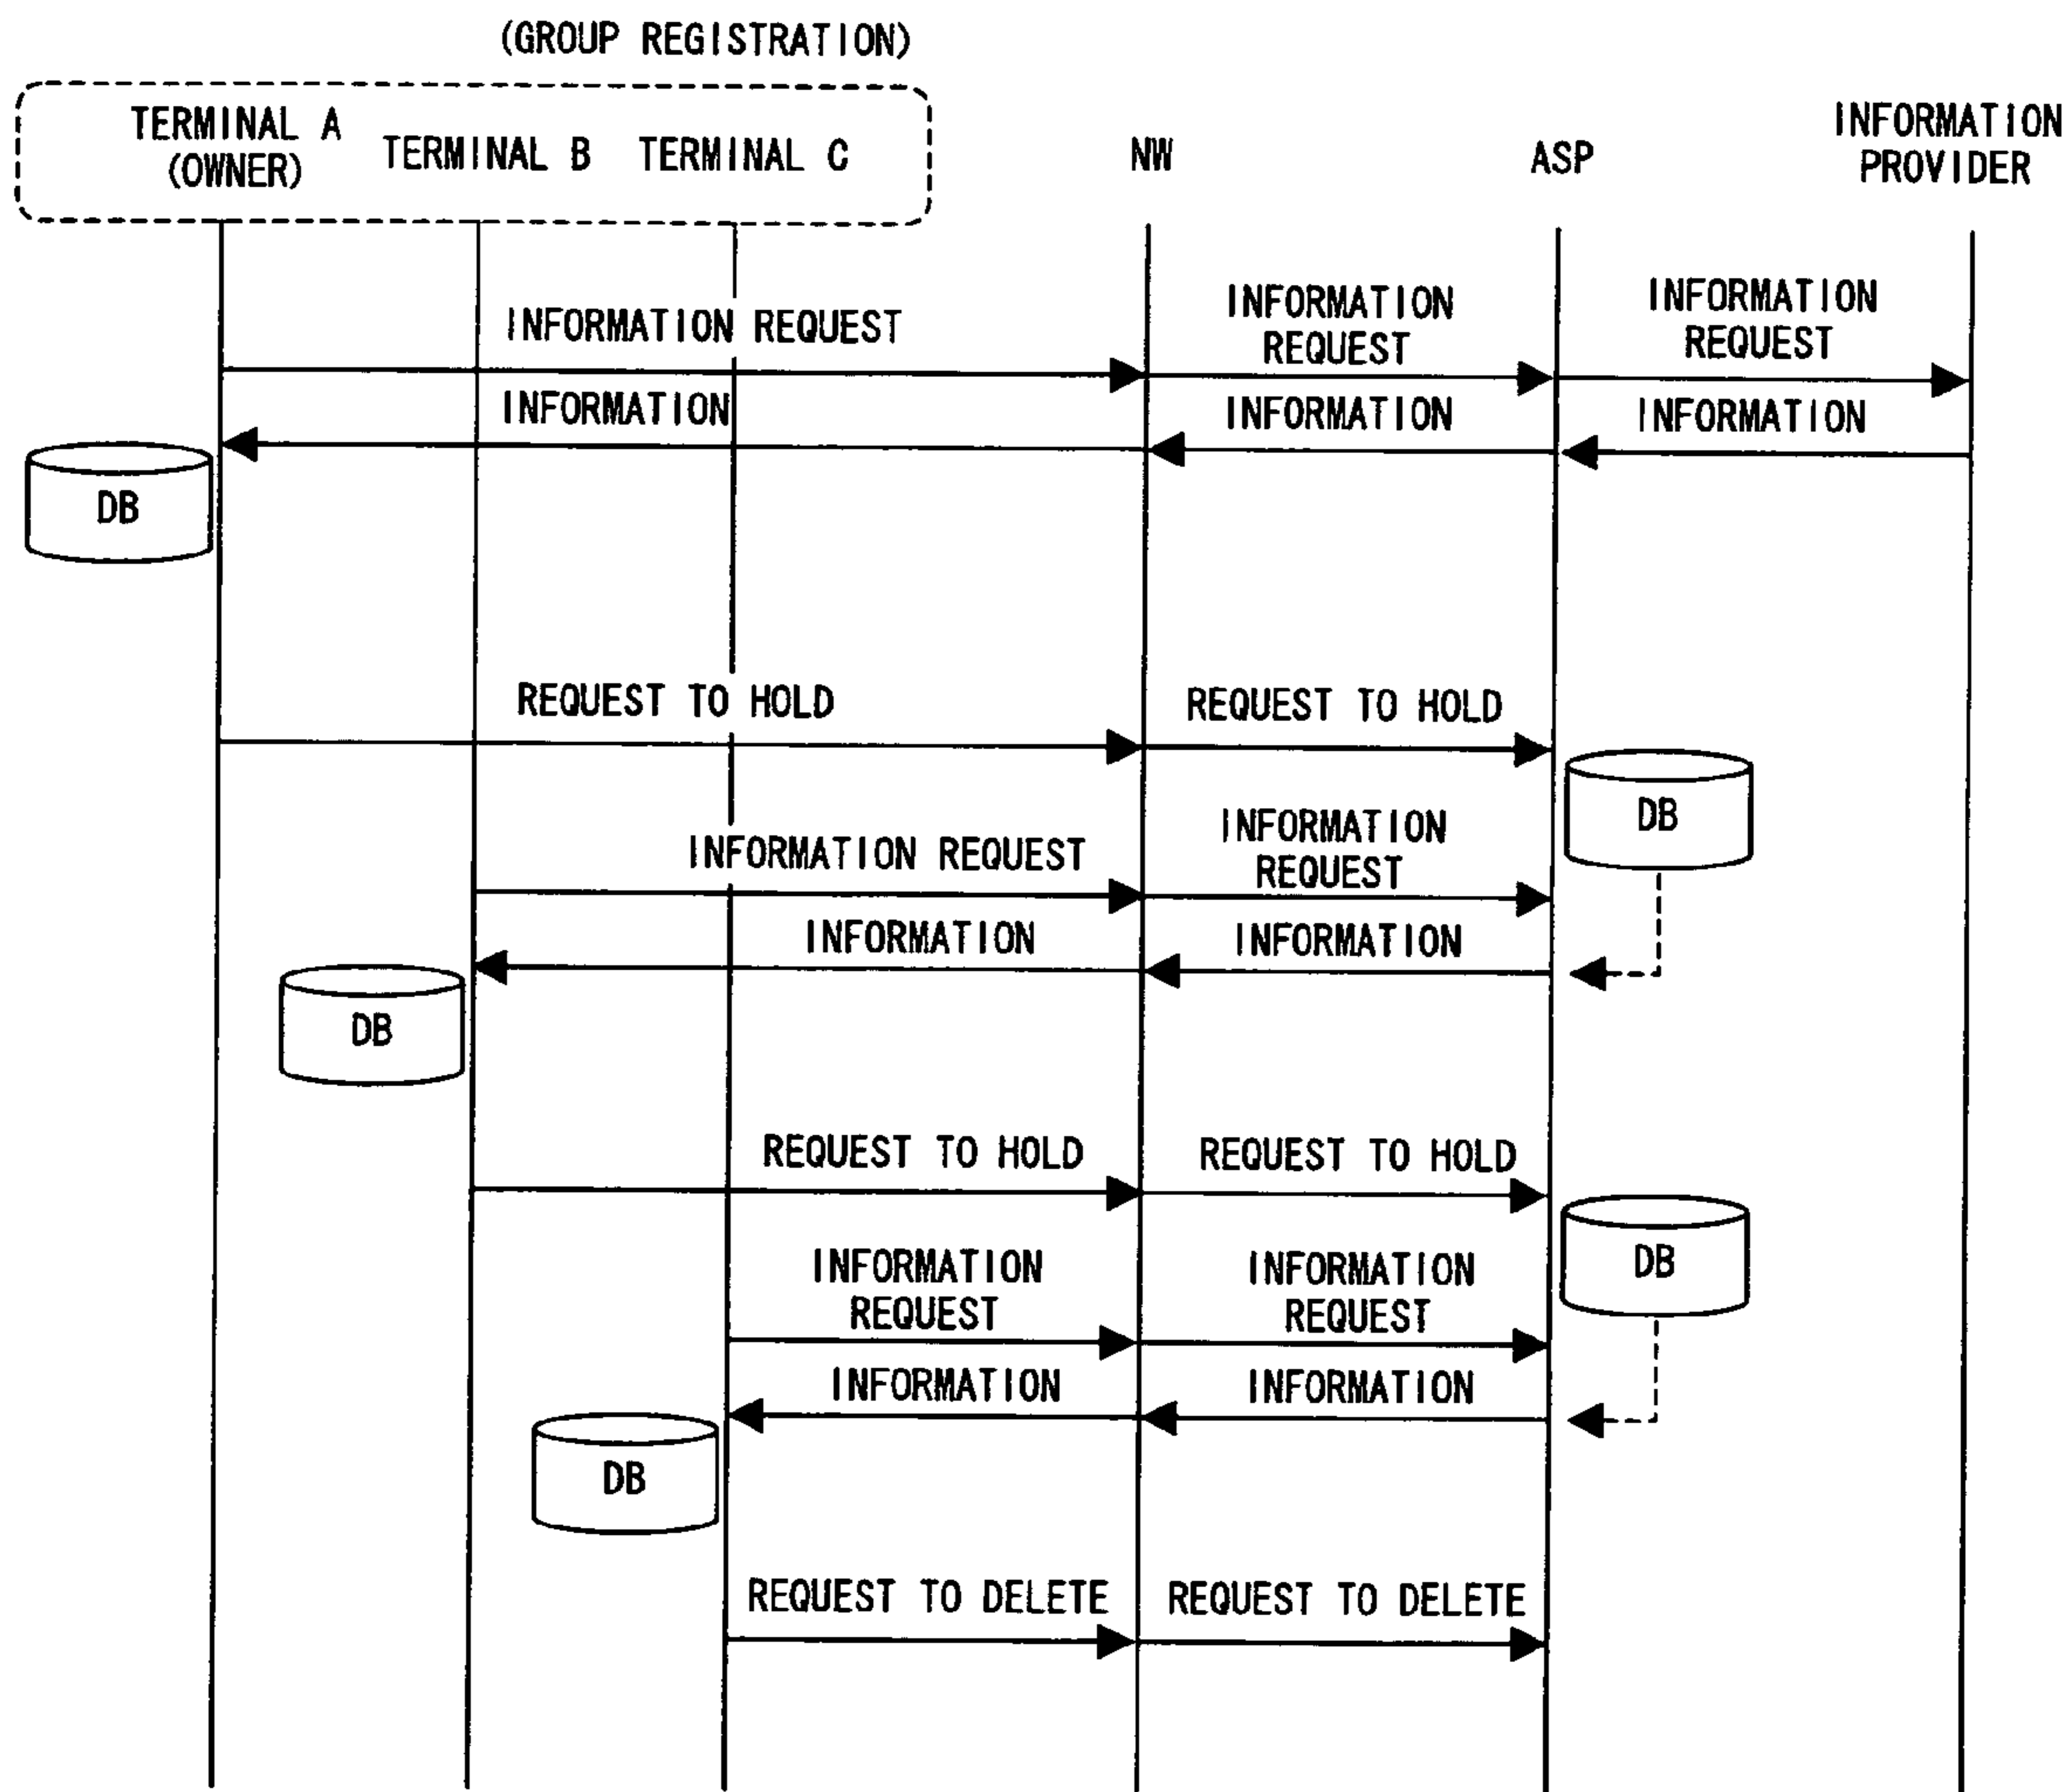 (GROUP REGISTRATION)
TERMINAL A
(OWNER)
TERMINAL B
TERMINAL C
NW
ASP
INFORMATION
PROVIDER
INFORMATION REQUEST
INFORMATION
REQUEST
INFORMATION
REQUEST
INFORMATION
INFORMATION
INFORMATION
DB
REQUEST TO HOLD
REQUEST TO HOLD
DB
INFORMATION REQUEST
INFORMATION
REQUEST
INFORMATION
INFORMATION
DB
REQUEST TO HOLD
REQUEST TO HOLD
DB
INFORMATION
REQUEST
INFORMATION
REQUEST
INFORMATION
INFORMATION
DB
REQUEST TO DELETE
REQUEST TO DELETE